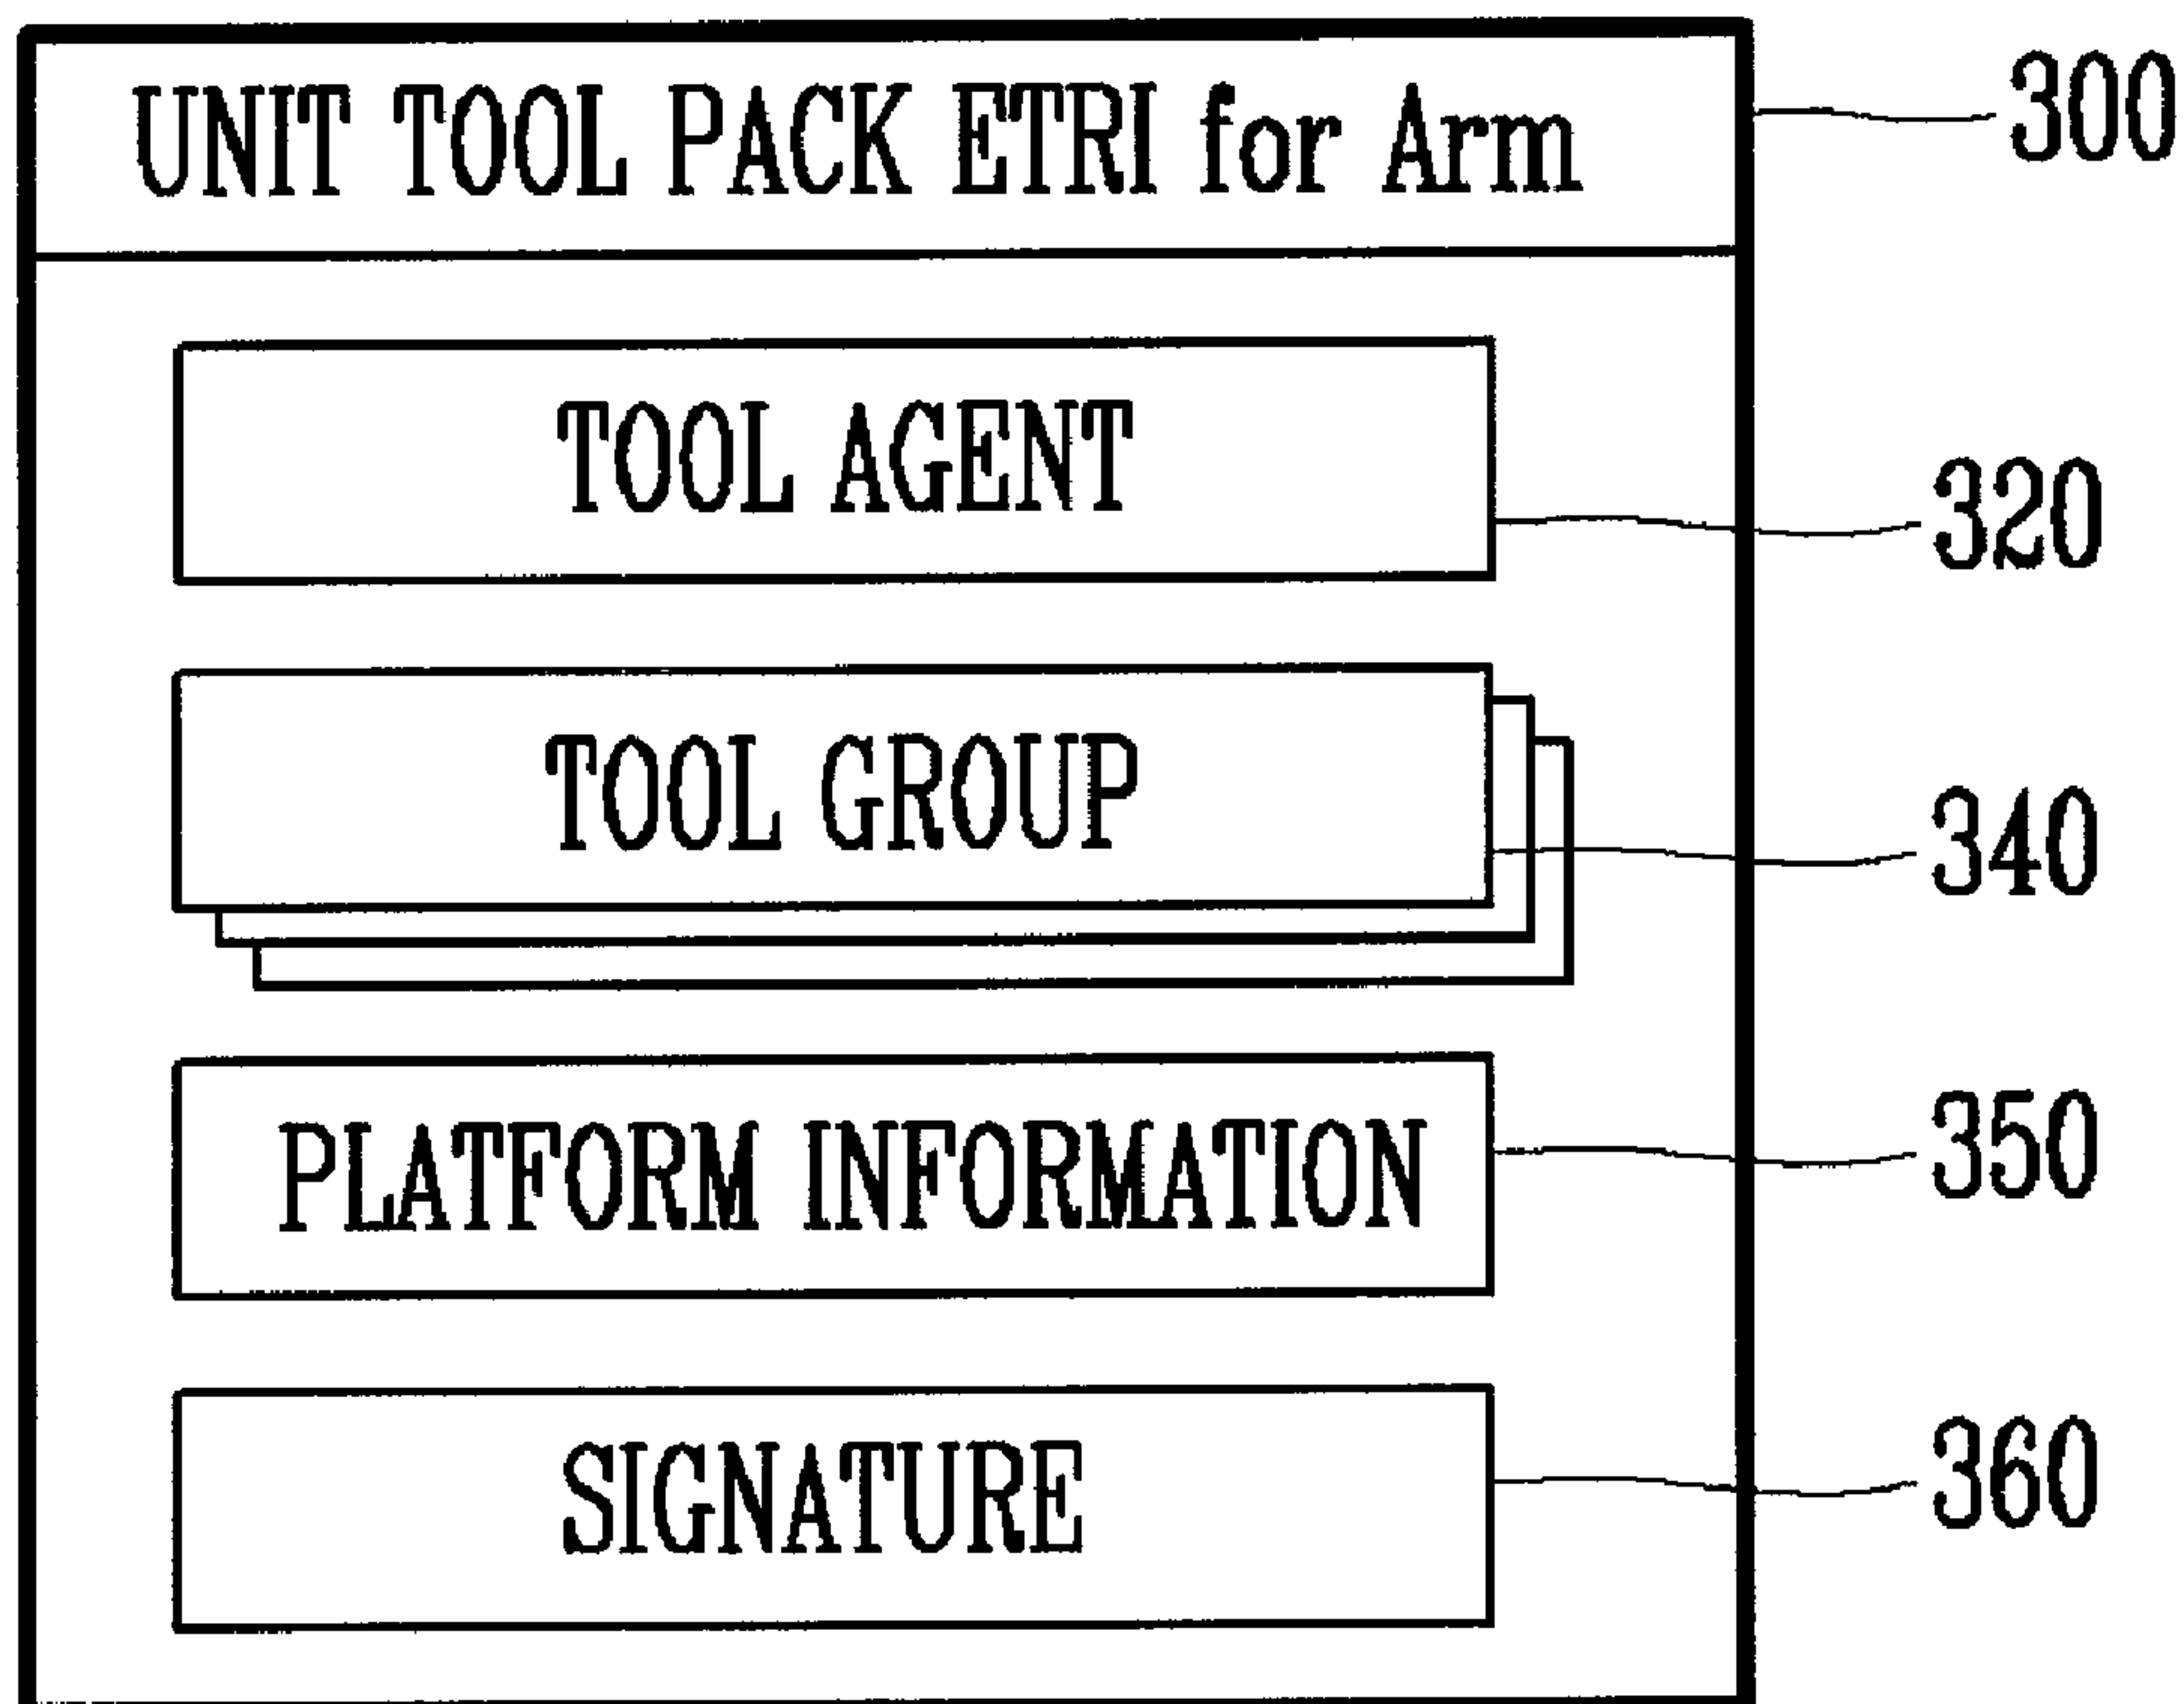 UNIT TOOL PACK ETRI for Arm
300
TOOL AGENT
320
TOOL GROUP
340
PLATFORM INFORMATION
350
SIGNATURE
360